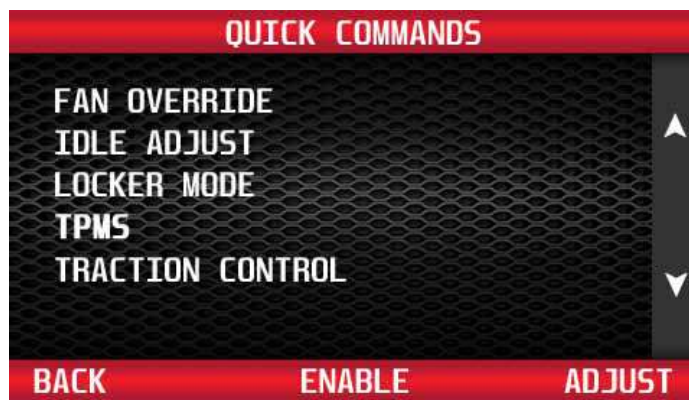 QUICK COMMANDS
FAN OVERRIDE
IDLE ADJUST
LOCKER MODE
TPMS
TRACTION CONTROL
BACK ENABLE ADJUST